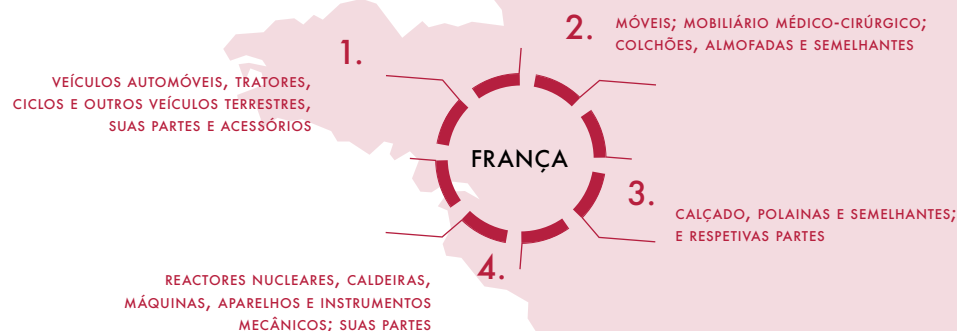 1.
VEÍCULOS AUTOMÓVEIS, TRATORES,
CICLOS E OUTROS VEÍCULOS TERRESTRES,
SUAS PARTES E ACESSÓRIOS
2.
MÓVEIS; MOBILIÁRIO MÉDICO-CIRÚRGICO;
COLCHÕES, ALMOFADAS E SEMELHANTES
FRANÇA
3.
CALÇADO, POLAINAS E SEMELHANTES;
E RESPETIVAS PARTES
4.
REACTORES NUCLEARES, CALDEIRAS,
MÁQUINAS, APARELHOS E INSTRUMENTOS
MECÂNICOS; SUAS PARTES